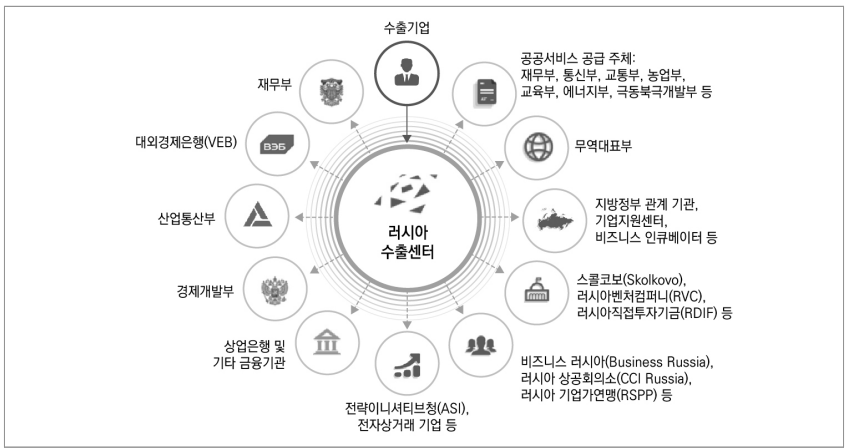 수출기업
공공서비스 공급 주체:
재무부, 통신부, 교통부, 농업부,
교육부, 에너지부, 극동북극개발부 등
무역대표부
지방정부 관계 기관,
기업지원센터,
비즈니스 인큐베이터 등
스콜코보(Skolkovo),
러시아벤처컴퍼니(RVC),
러시아직접투자기금(RDIF) 등
비즈니스 러시아(Business Russia),
러시아 상공회의소(CCI Russia),
러시아 기업가연맹(RSPP) 등
전략이니셔티브청(ASI),
전자상거래 기업 등
상업은행 및
기타 금융기관
경제개발부
산업통산부
대외경제은행(VEB)
ВЭБ
재무부
러시아
수출센터